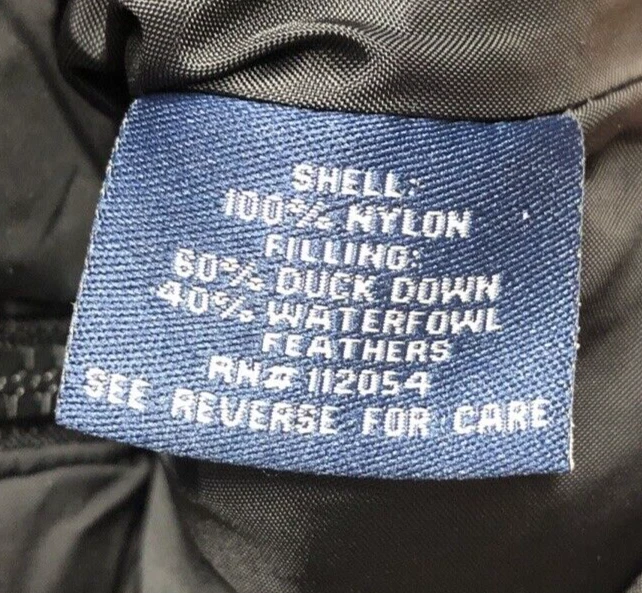 SHELL:
100% NYLON
FILLING:
60% DUCK DOWN
40% WATERFOWL
FEATHERS
RN# 112054
SEE REVERSE FOR CARE